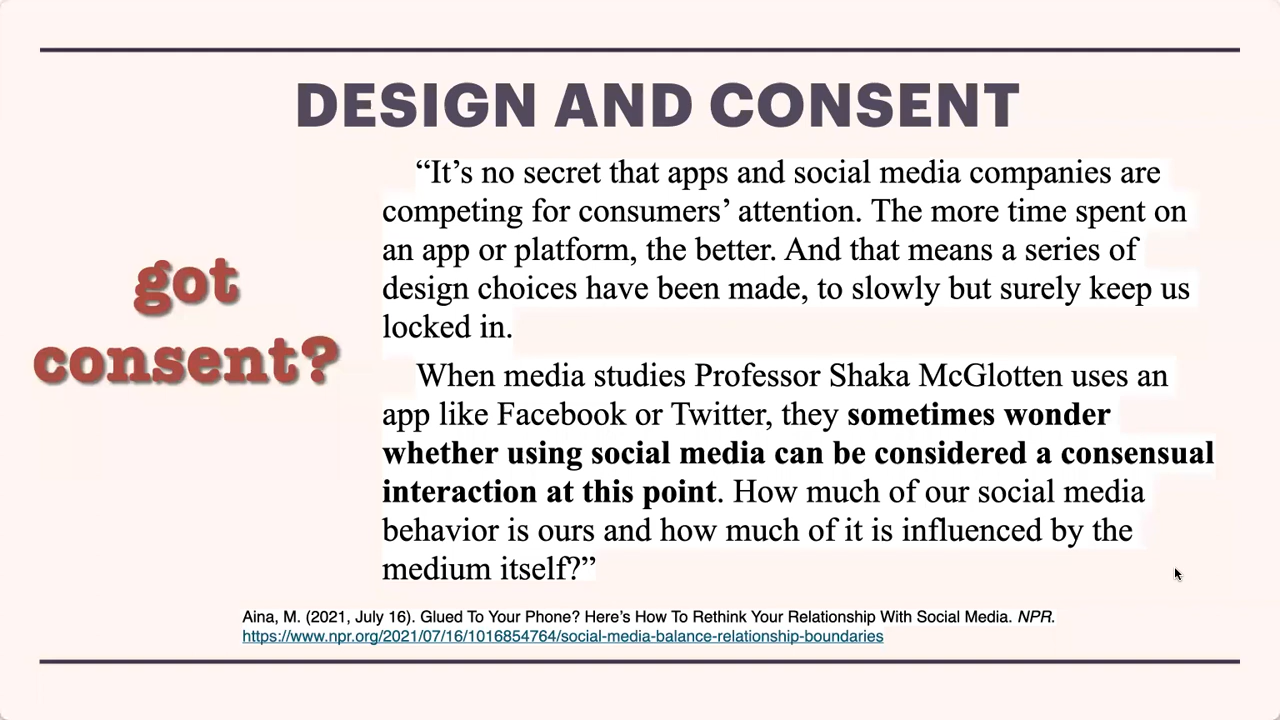 DESIGN AND CONSENT
got
consent?
“It’s no secret that apps and social media companies are
competing for consumers’ attention. The more time spent on
an app or platform, the better. And that means a series of
design choices have been made, to slowly but surely keep us
locked in.
When media studies Professor Shaka McGlotten uses an
app like Facebook or Twitter, they sometimes wonder
whether using social media can be considered a consensual
interaction at this point. How much of our social media
behavior is ours and how much of it is influenced by the
medium itself?”
Aina, M. (2021, July 16). Glued To Your Phone? Here’s How To Rethink Your Relationship With Social Media. NPR.
https://www.npr.org/2021/07/16/1016854764/social-media-balance-relationship-boundaries